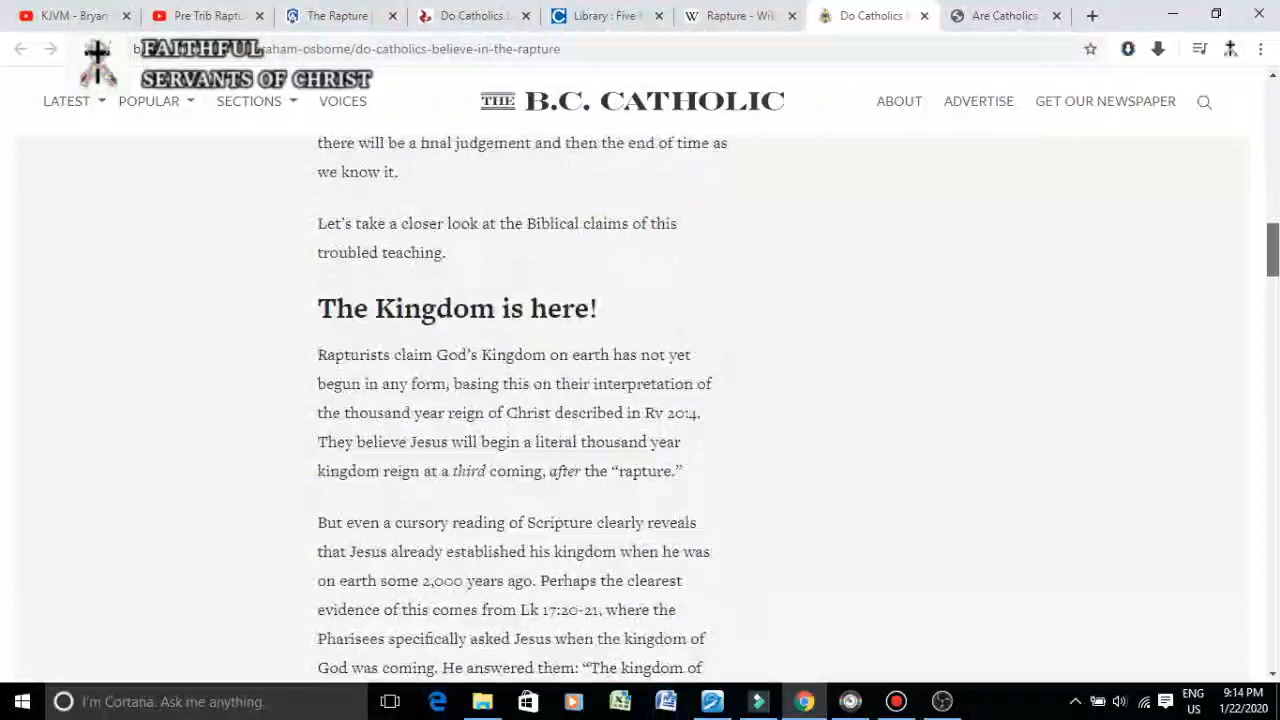 KJVM - Bryan
Pre Trib Raptu
The Rapture
Do Catholics
Library : Five
Rapture - Wik
Do Catholics
Are Catholics
raham-osborne/do-catholics-believe-in-the-rapture
FAITHFUL
SERVANTS OF CHRIST
LATEST
POPULAR
SECTIONS
VOICES
THE B.C. CATHOLIC
ABOUT
ADVERTISE
GET OUR NEWSPAPER
there will be a final judgement and then the end of time as
we know it.
Let's take a closer look at the Biblical claims of this
troubled teaching.
The Kingdom is here!
Rapturists claim God's Kingdom on earth has not yet
begun in any form, basing this on their interpretation of
the thousand year reign of Christ described in Rv 20:4.
They believe Jesus will begin a literal thousand year
kingdom reign at a third coming, after the “rapture.”
But even a cursory reading of Scripture clearly reveals
that Jesus already established his kingdom when he was
on earth some 2,000 years ago. Perhaps the clearest
evidence of this comes from Lk 17:20-21, where the
Pharisees specifically asked Jesus when the kingdom of
God was coming. He answered them: “The kingdom of
I'm Cortana. Ask me anything.
ENG
US
9:14 PM
1/22/2020